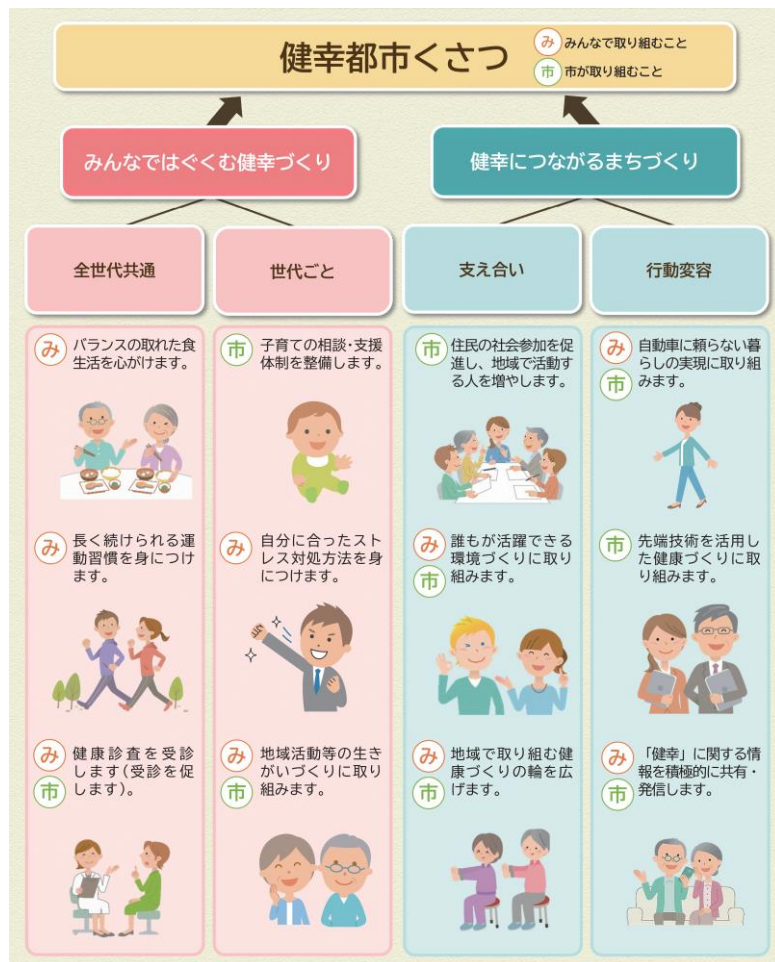 健幸都市くさつ
み みんなで取り組むこと
市 市が取り組むこと
みんなではぐくむ健幸づくり
健幸につながるまちづくり
全世代共通
世代ごと
支え合い
行動変容
み
バランスの取れた食
生活を心がけます。
み
長く続けられる運
動習慣を身につけ
ます。
み
市
健康診査を受診
します(受診を促
します)。
市
子育ての相談・支援
体制を整備します。
み
自分に合ったスト
レス対処方法を身
につけます。
み
市
地域活動等の生き
がいづくりに取り
組みます。
市
住民の社会参加を促
進し、地域で活動す
る人を増やします。
み
市
誰もが活躍できる
環境づくりに取り
組みます。
み
市
地域で取り組む健
康づくりの輪を広
げます。
み
市
自動車に頼らない暮
らしの実現に取り組
みます。
市
先端技術を活用し
た健康づくりに取
り組みます。
み
市
「健幸」に関する情
報を積極的に共有・
発信します。